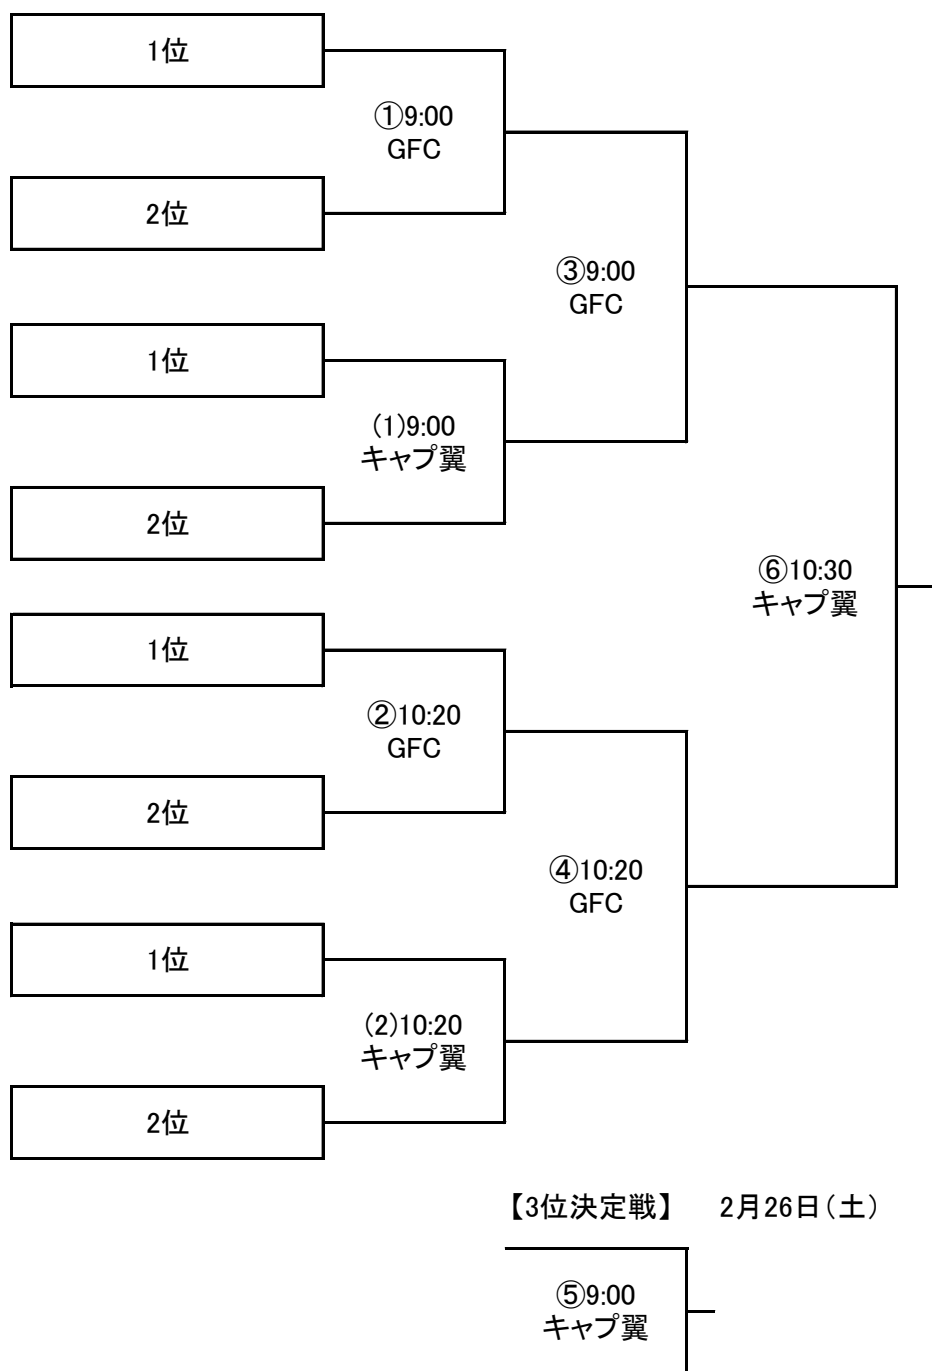 1位
①9:00
GFC
2位
③9:00
GFC
1位
(1)9:00
キャプ翼
2位
⑥10:30
キャプ翼
1位
②10:20
GFC
2位
④10:20
GFC
1位
(2)10:20
キャプ翼
2位
【3位決定戦】 2月26日(土)
⑤9:00
キャプ翼